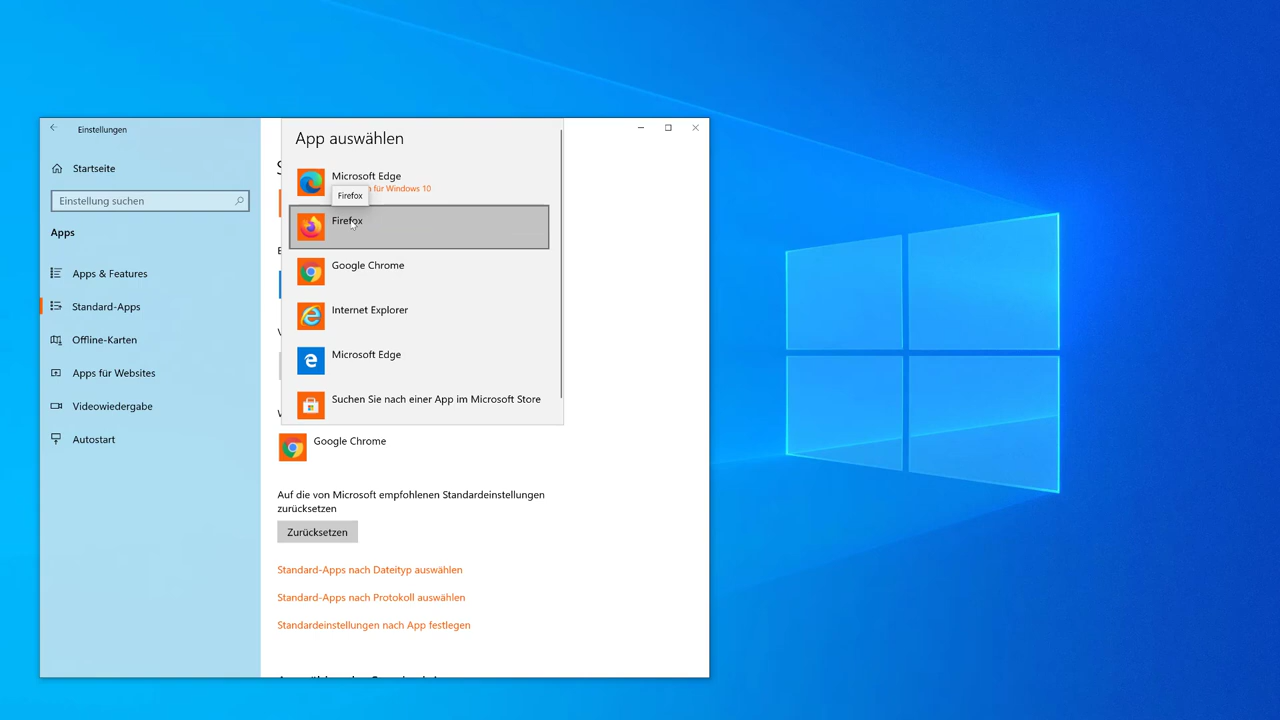 Einstellungen
Startseite
Einstellung suchen
Apps
Apps & Features
Standard-Apps
Offline-Karten
Apps für Websites
Videowiedergabe
Autostart
App auswählen
Microsoft Edge
für Windows 10
Firefox
Firefox
Google Chrome
Internet Explorer
Microsoft Edge
Suchen Sie nach einer App im Microsoft Store
Google Chrome
Auf die von Microsoft empfohlenen Standardeinstellungen
zurücksetzen
Zurücksetzen
Standard-Apps nach Dateityp auswählen
Standard-Apps nach Protokoll auswählen
Standardeinstellungen nach App festlegen